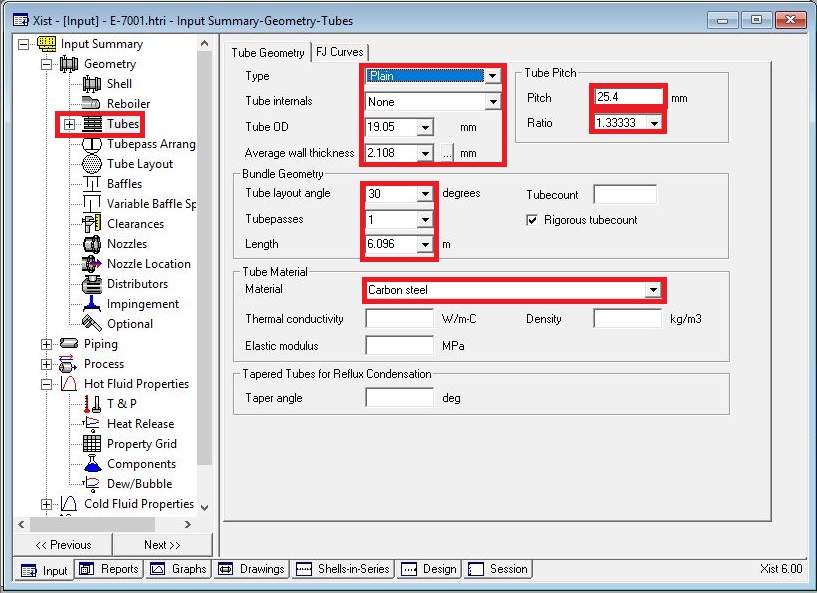 Xist - [Input] - E-7001.htri - Input Summary-Geometry-Tubes
Input Summary
Geometry
Shell
Reboiler
Tubes
Tubepass Arrang
Tube Layout
Baffles
Variable Baffle Sp
Clearances
Nozzles
Nozzle Location
Distributors
Impingement
Optional
Piping
Process
Hot Fluid Properties
T & P
Heat Release
Property Grid
Components
Dew/Bubble
Cold Fluid Properties
<< Previous
Next >>
Tube Geometry
FJ Curves
Type
Plain
Tube internals
None
Tube OD
19.05
mm
Average wall thickness
2.108
...
mm
Tube Pitch
Pitch
25.4
mm
Ratio
1.33333
Bundle Geometry
Tube layout angle
30
degrees
Tubepasses
1
Length
6.096
m
Tubecount
Rigorous tubecount
Tube Material
Material
Carbon steel
Thermal conductivity
W/m-C
Density
kg/m3
Elastic modulus
MPa
Tapered Tubes for Reflux Condensation
Taper angle
deg
Input
Reports
Graphs
Drawings
Shells-in-Series
Design
Session
Xist 6.00